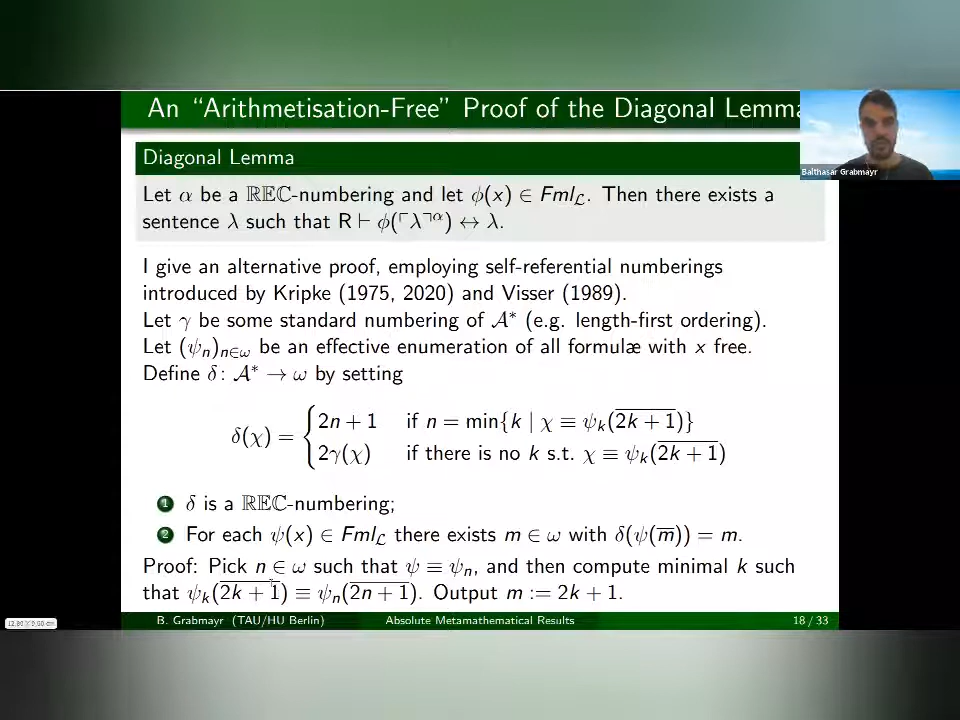 An “Arithmetisation-Free” Proof of the Diagonal Lemma
Balthasar Grabmayr
Diagonal Lemma
Let α be a ℝ𝔼ℂ-numbering and let ϕ(x) ∈ Fml_ℒ. Then there exists a
sentence λ such that R ⊢ ϕ(⌜λ⌝^α) ↔ λ.
I give an alternative proof, employing self-referential numberings
introduced by Kripke (1975, 2020) and Visser (1989).
Let γ be some standard numbering of 𝒜* (e.g. length-first ordering).
Let (ψ_n)_{n∈ω} be an effective enumeration of all formulæ with x free.
Define δ: 𝒜* → ω by setting
δ(χ) = { 2n + 1 if n = min{k | χ ≡ ψ_k(\overline{2k + 1})}
2γ(χ) if there is no k s.t. χ ≡ ψ_k(\overline{2k + 1})
1 δ is a ℝ𝔼ℂ-numbering;
2 For each ψ(x) ∈ Fml_ℒ there exists m ∈ ω with δ(ψ(\overline{m})) = m.
Proof: Pick n ∈ ω such that ψ ≡ ψ_n, and then compute minimal k such
that ψ_k(\overline{2k + 1}) ≡ ψ_n(\overline{2n + 1}). Output m := 2k + 1.
B. Grabmayr (TAU/HU Berlin) Absolute Metamathematical Results 18 / 33